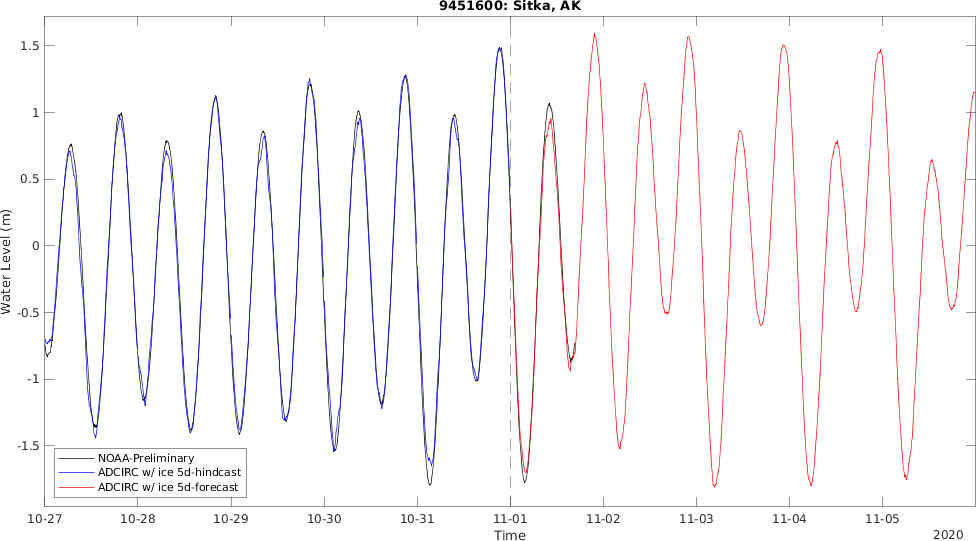 9451600: Sitka, AK
Water Level (m)
1.5
1
0.5
0
-0.5
-1
-1.5
NOAA-Preliminary
ADCIRC w/ ice 5d-hindcast
ADCIRC w/ ice 5d-forecast
10-27 10-28 10-29 10-30 10-31 11-01 11-02 11-03 11-04 11-05
Time
2020